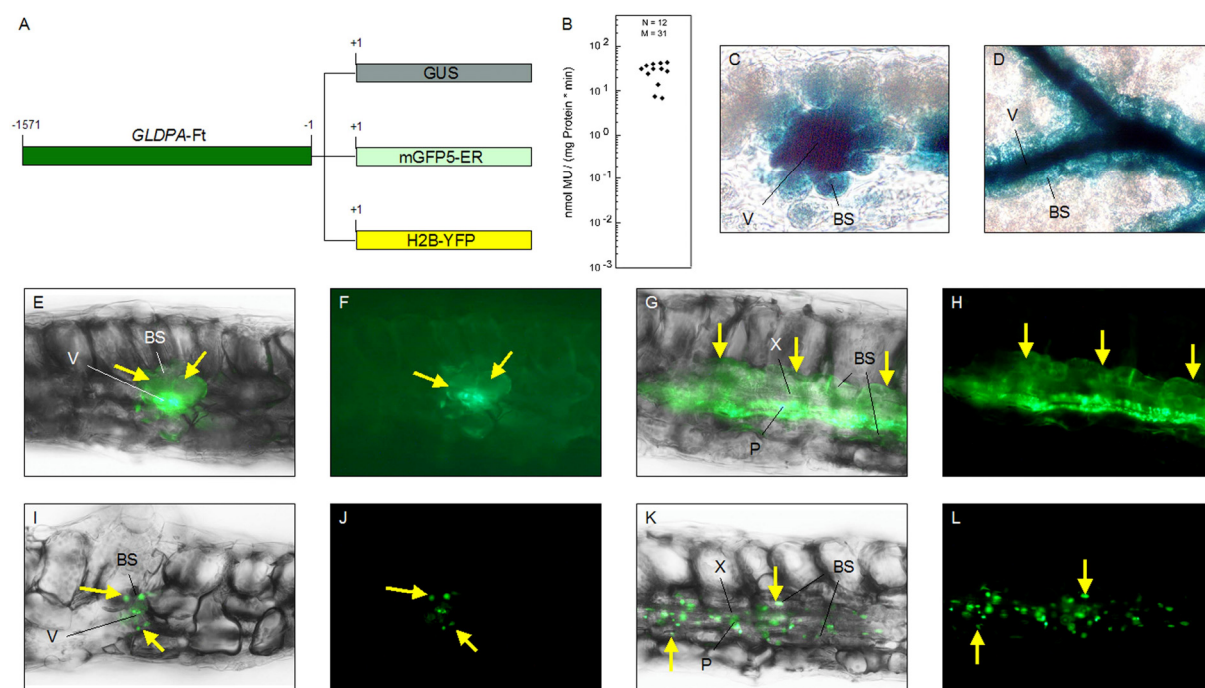 A
-1571
GLDPA-Ft
-1
+1
GUS
+1
mGFP5-ER
+1
H2B-YFP
B
N = 12
M = 31
nmol MU / (mg Protein * min)
10^2
10^1
10^0
10^-1
10^-2
10^-3
C
V
BS
D
V
BS
E
BS
V
F
G
X
BS
P
H
I
BS
V
J
K
X
BS
P
L